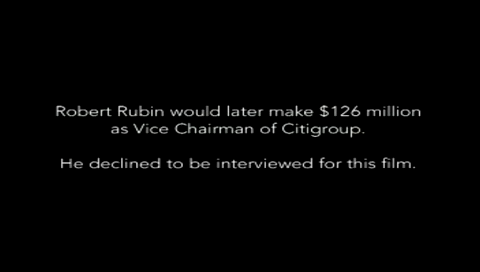 Robert Rubin would later make $126 million
as Vice Chairman of Citigroup.
He declined to be interviewed for this film.